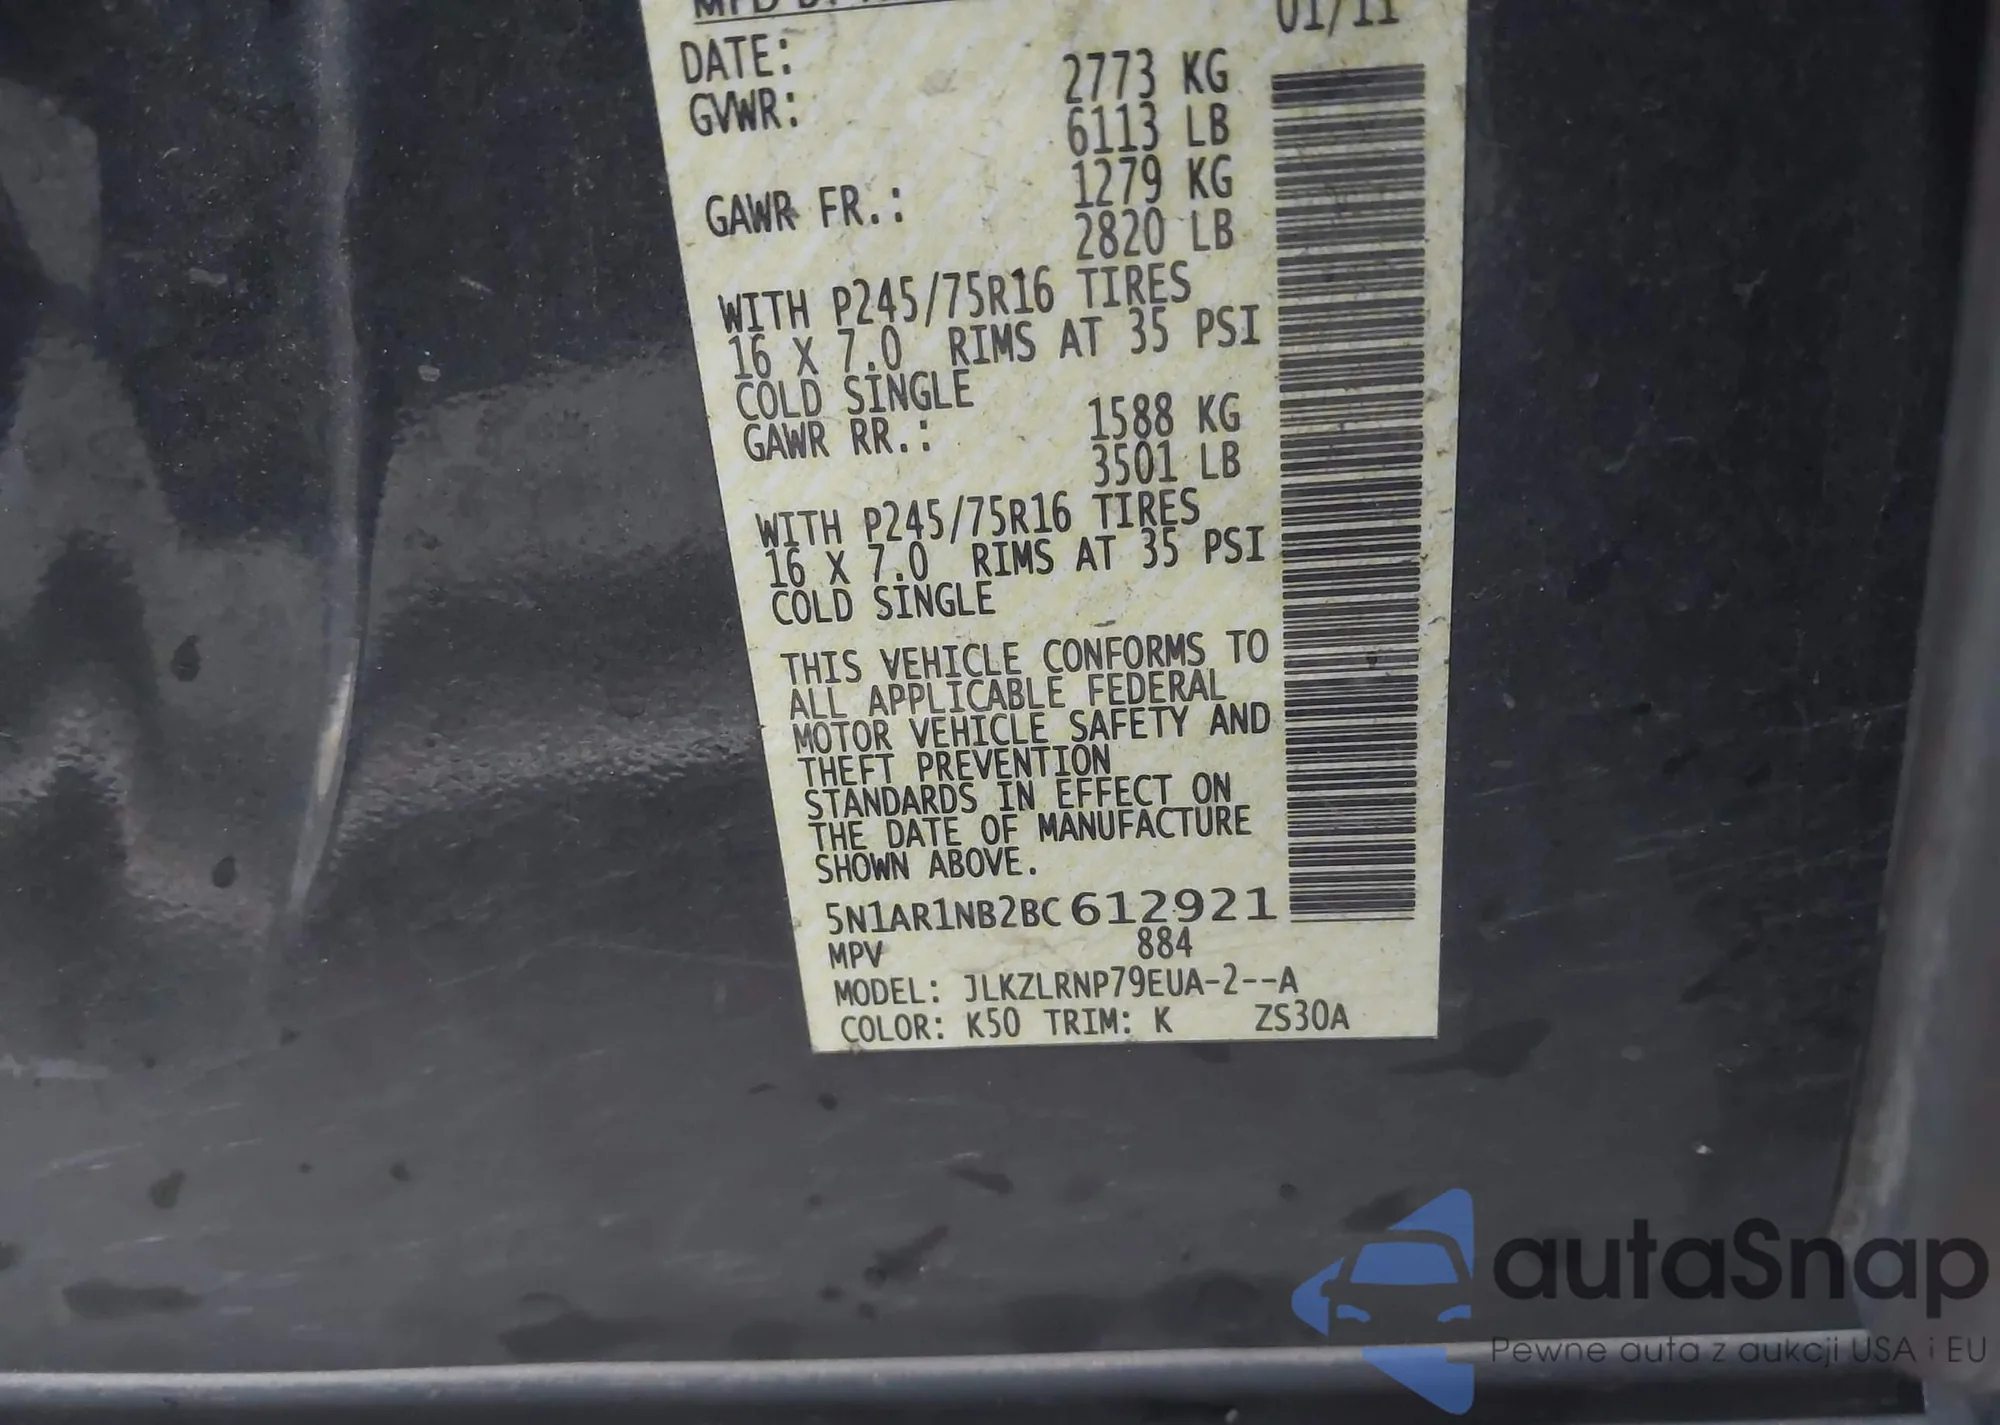 DATE: 01/11
GVWR: 2773 KG
6113 LB
GAWR FR.: 1279 KG
2820 LB
WITH P245/75R16 TIRES
16 X 7.0 RIMS AT 35 PSI
COLD SINGLE
GAWR RR.: 1588 KG
3501 LB
WITH P245/75R16 TIRES
16 X 7.0 RIMS AT 35 PSI
COLD SINGLE
THIS VEHICLE CONFORMS TO
ALL APPLICABLE FEDERAL
MOTOR VEHICLE SAFETY AND
THEFT PREVENTION
STANDARDS IN EFFECT ON
THE DATE OF MANUFACTURE
SHOWN ABOVE.
5N1AR1NB2BC612921
MPV 884
MODEL: JLKZLRNP79EUA-2--A
COLOR: K50 TRIM: K ZS30A
autaSnap
Pewne auta z aukcji USA i EU